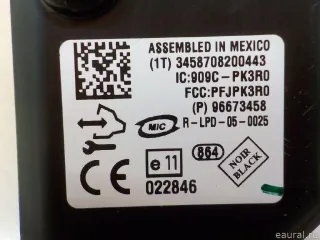 ASSEMBLED IN MEXICO
(1T) 3458708200443
IC:909C-PK3R0
FCC:PFJPK3R0
(P) 96673458
MIC R-LPD-05-0025
CE e 11 864 NOIR BLACK
022846
eaural.ru